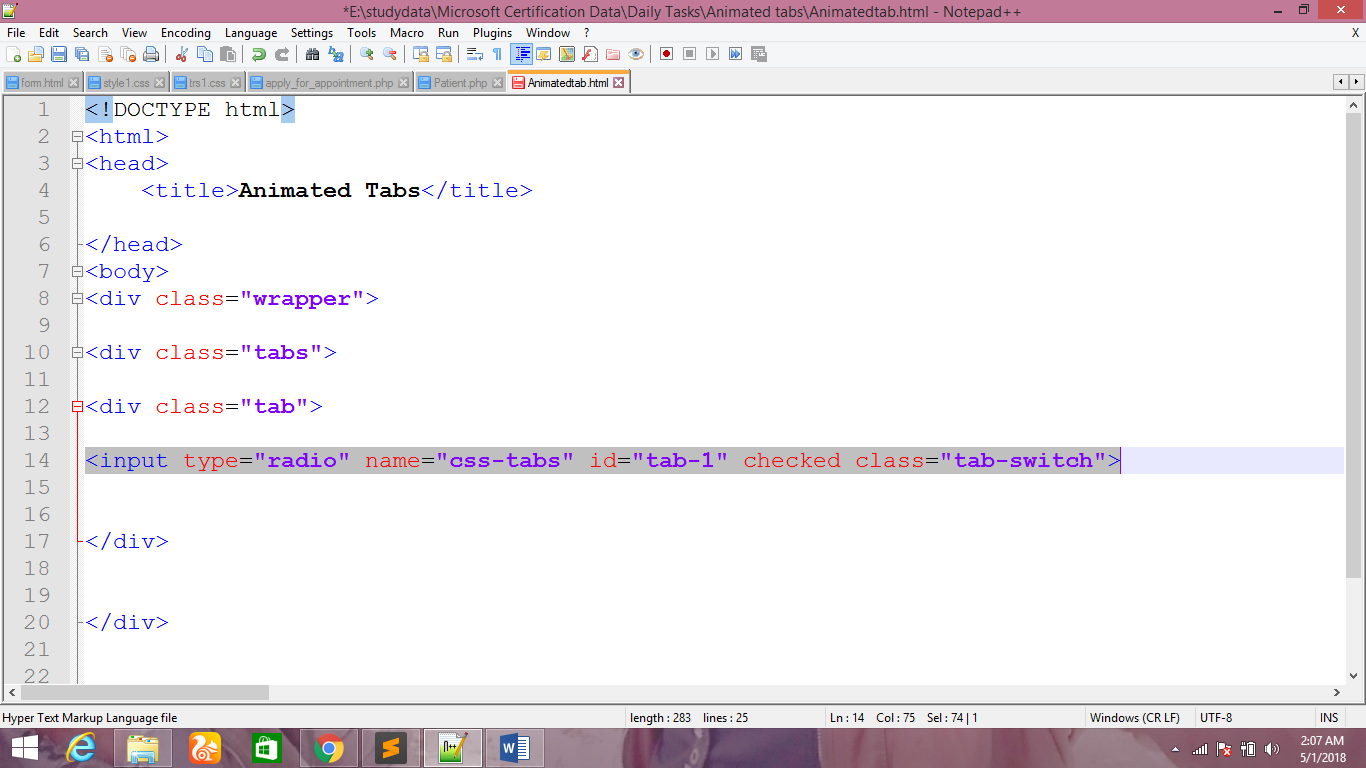 *E:\studydata\Microsoft Certification Data\Daily Tasks\Animated tabs\Animatedtab.html - Notepad++
File Edit Search View Encoding Language Settings Tools Macro Run Plugins Window ? X
form.html style1.css trs1.css apply_for_appointment.php Patient.php Animatedtab.html
1 <!DOCTYPE html>
2 <html>
3 <head>
4 <title>Animated Tabs</title>
5
6 </head>
7 <body>
8 <div class="wrapper">
9
10 <div class="tabs">
11
12 <div class="tab">
13
14 <input type="radio" name="css-tabs" id="tab-1" checked class="tab-switch">
15
16
17 </div>
18
19
20 </div>
21
22
Hyper Text Markup Language file length : 283 lines : 25 Ln : 14 Col : 75 Sel : 74 | 1 Windows (CR LF) UTF-8 INS
2:07 AM
5/1/2018